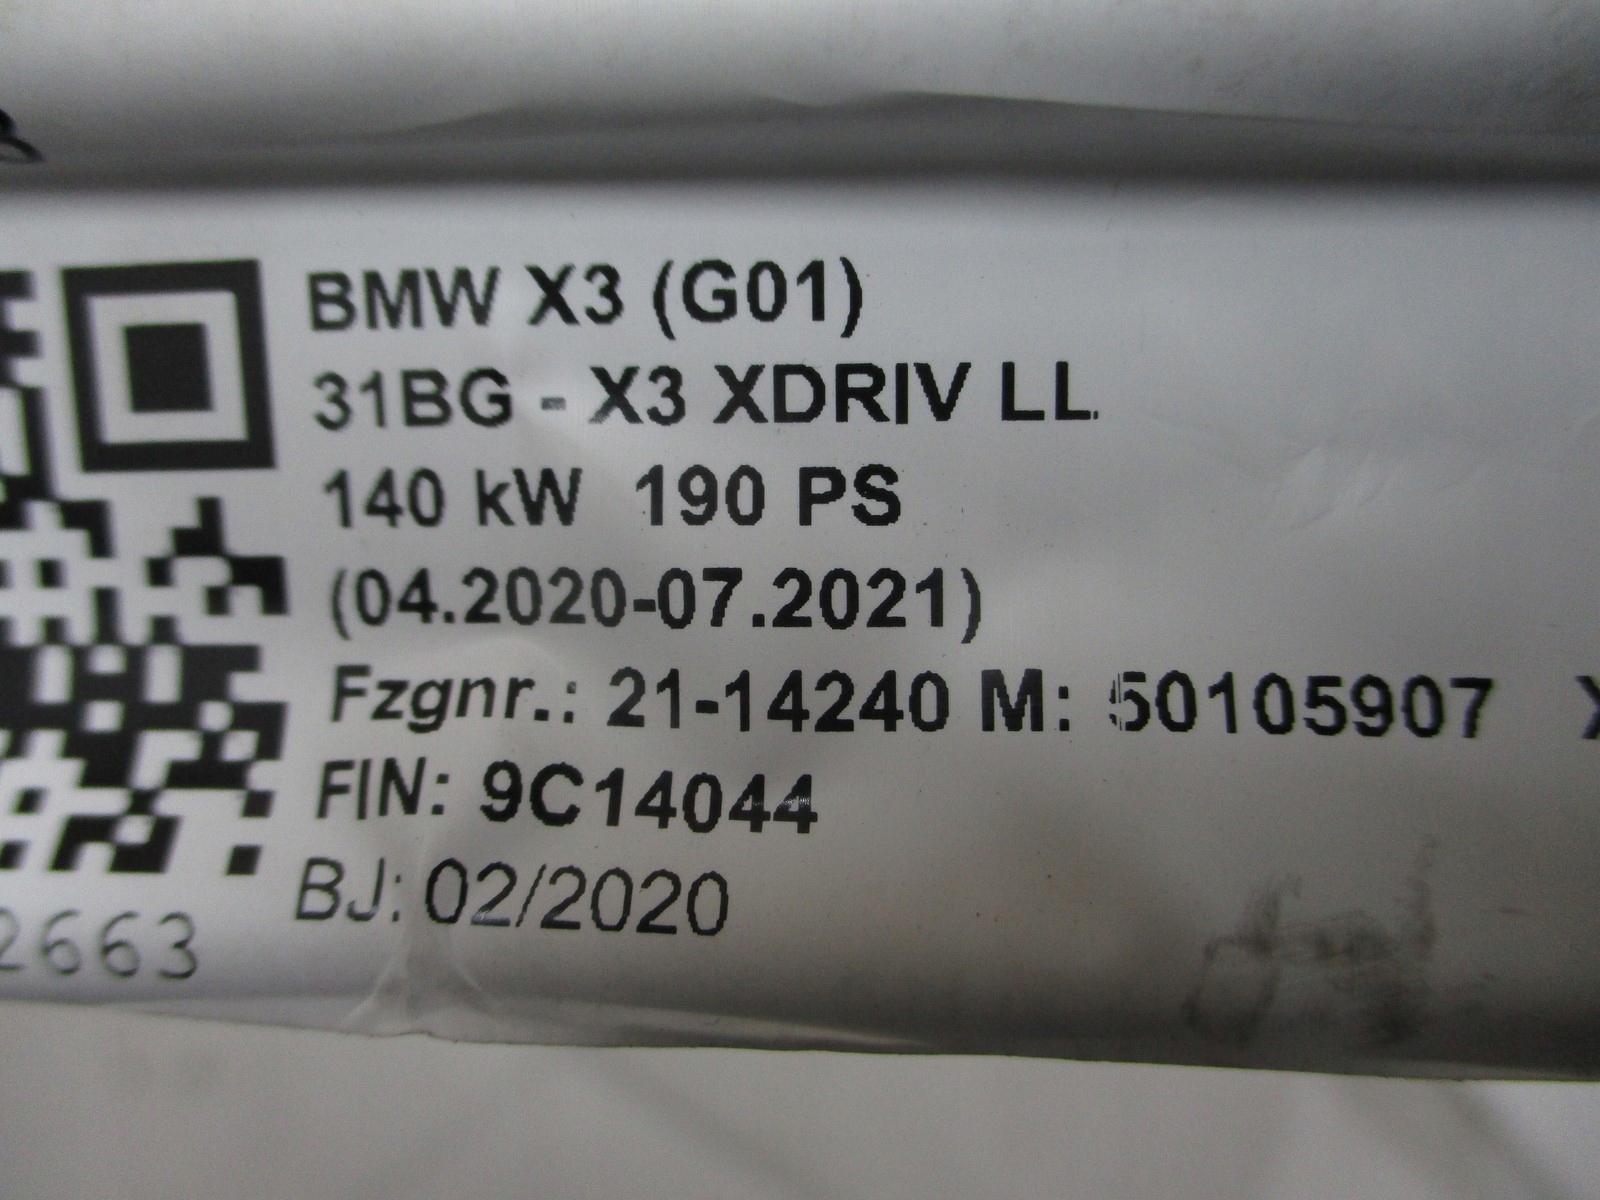 BMW X3 (G01)
31BG - X3 XDRIV LL
140 kW 190 PS
(04.2020-07.2021)
Fzgnr.: 21-14240 M: 50105907 X
FIN: 9C14044
BJ: 02/2020
2663